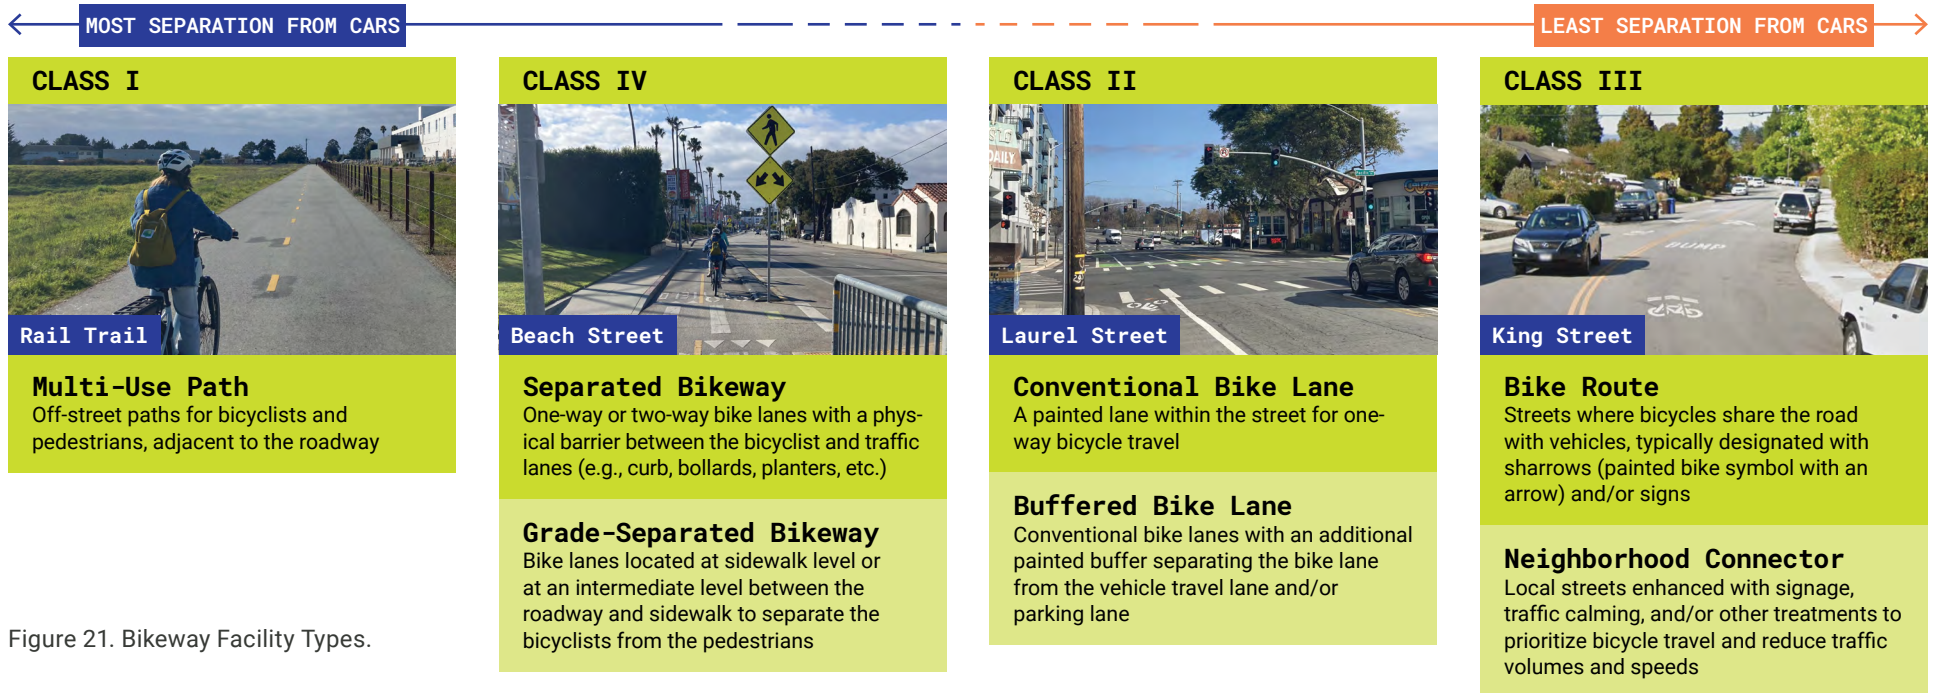 MOST SEPARATION FROM CARS
LEAST SEPARATION FROM CARS
CLASS I
Rail Trail
Multi-Use Path
Off-street paths for bicyclists and
pedestrians, adjacent to the roadway
CLASS IV
Beach Street
Separated Bikeway
One-way or two-way bike lanes with a phys-
ical barrier between the bicyclist and traffic
lanes (e.g., curb, bollards, planters, etc.)
Grade-Separated Bikeway
Bike lanes located at sidewalk level or
at an intermediate level between the
roadway and sidewalk to separate the
bicyclists from the pedestrians
CLASS II
DAILY
Laurel Street
Conventional Bike Lane
A painted lane within the street for one-
way bicycle travel
Buffered Bike Lane
Conventional bike lanes with an additional
painted buffer separating the bike lane
from the vehicle travel lane and/or
parking lane
CLASS III
BUMP
King Street
Bike Route
Streets where bicycles share the road
with vehicles, typically designated with
sharrows (painted bike symbol with an
arrow) and/or signs
Neighborhood Connector
Local streets enhanced with signage,
traffic calming, and/or other treatments to
prioritize bicycle travel and reduce traffic
volumes and speeds
Figure 21. Bikeway Facility Types.